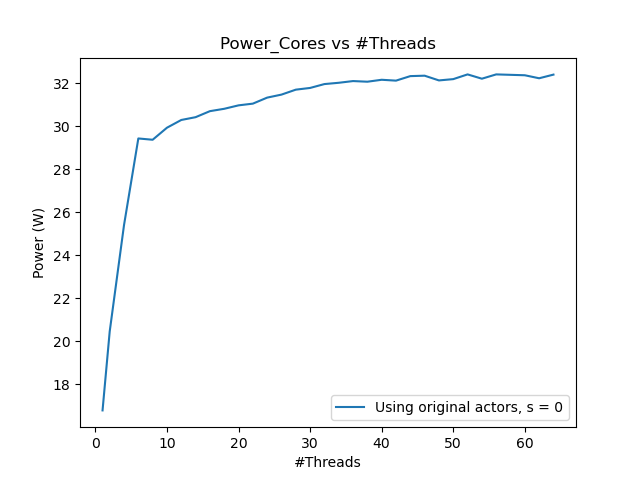 Power_Cores vs #Threads
32
30
28
26
24
22
20
18
Power (W)
Using original actors, s = 0
0 10 20 30 40 50 60
#Threads